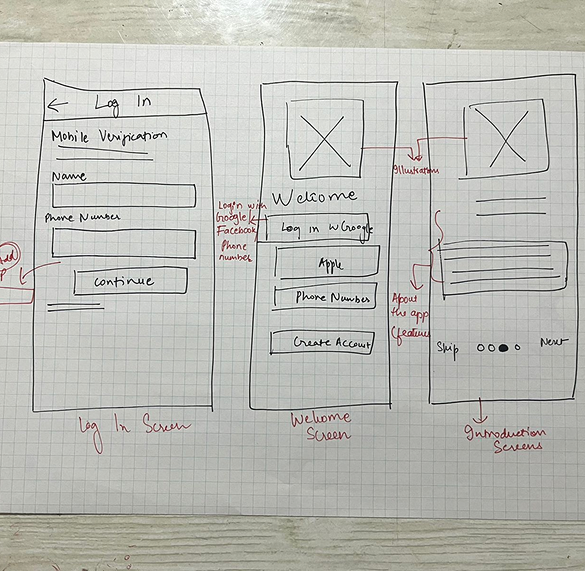 Log In
Mobile Verification
Name
Phone Number
Continue
Log In Screen
Welcome
Log in w Google
Apple
Phone Number
Create Account
Login with
Google
Facebook
Phone
number
Welcome
Screen
Illustration
About
the app
(features
Skip
Next
Introduction
Screens